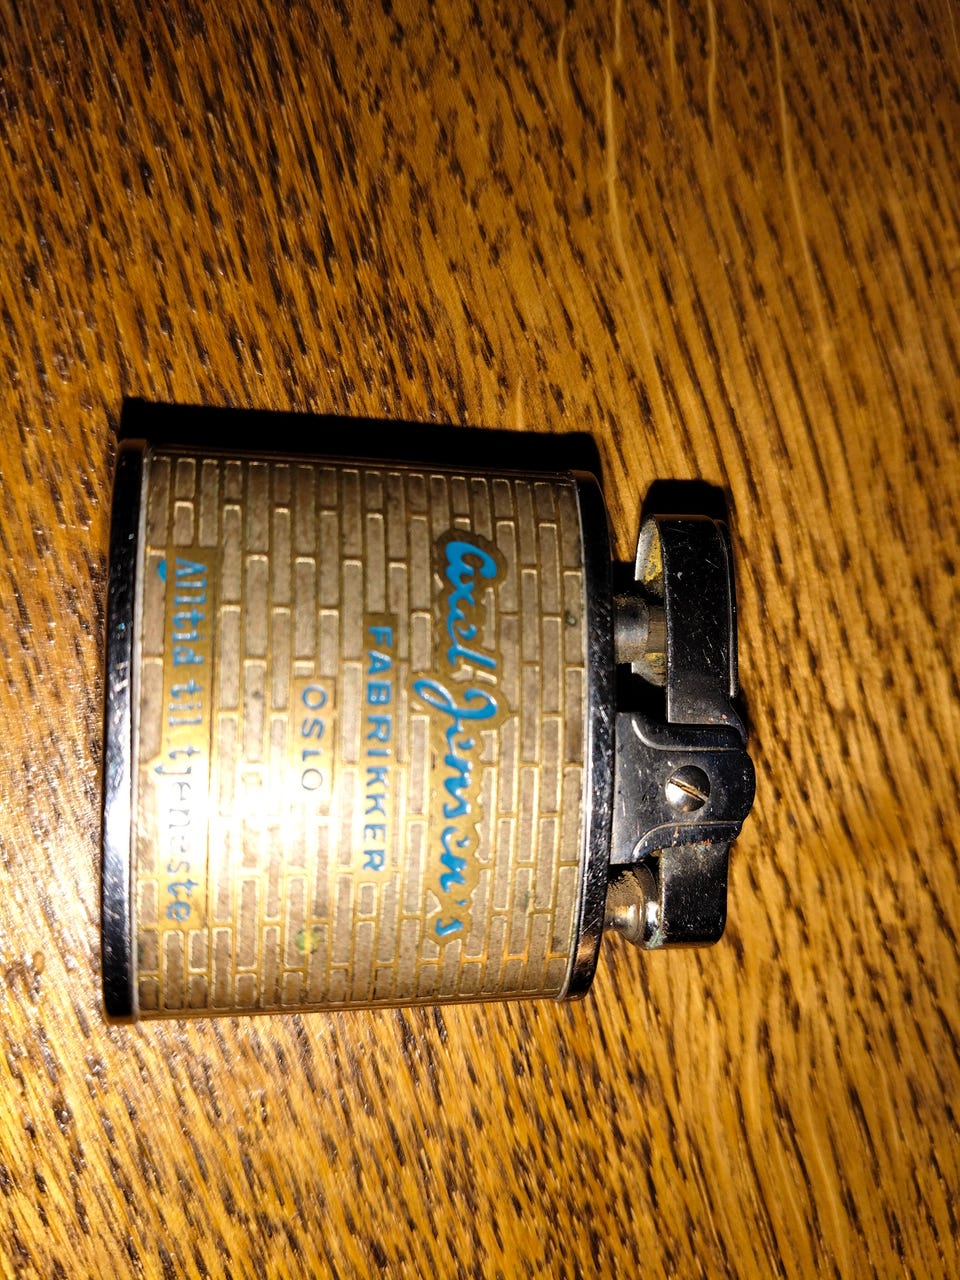 Axel Jensen's
FABRIKKER
OSLO
Alltid til tjeneste